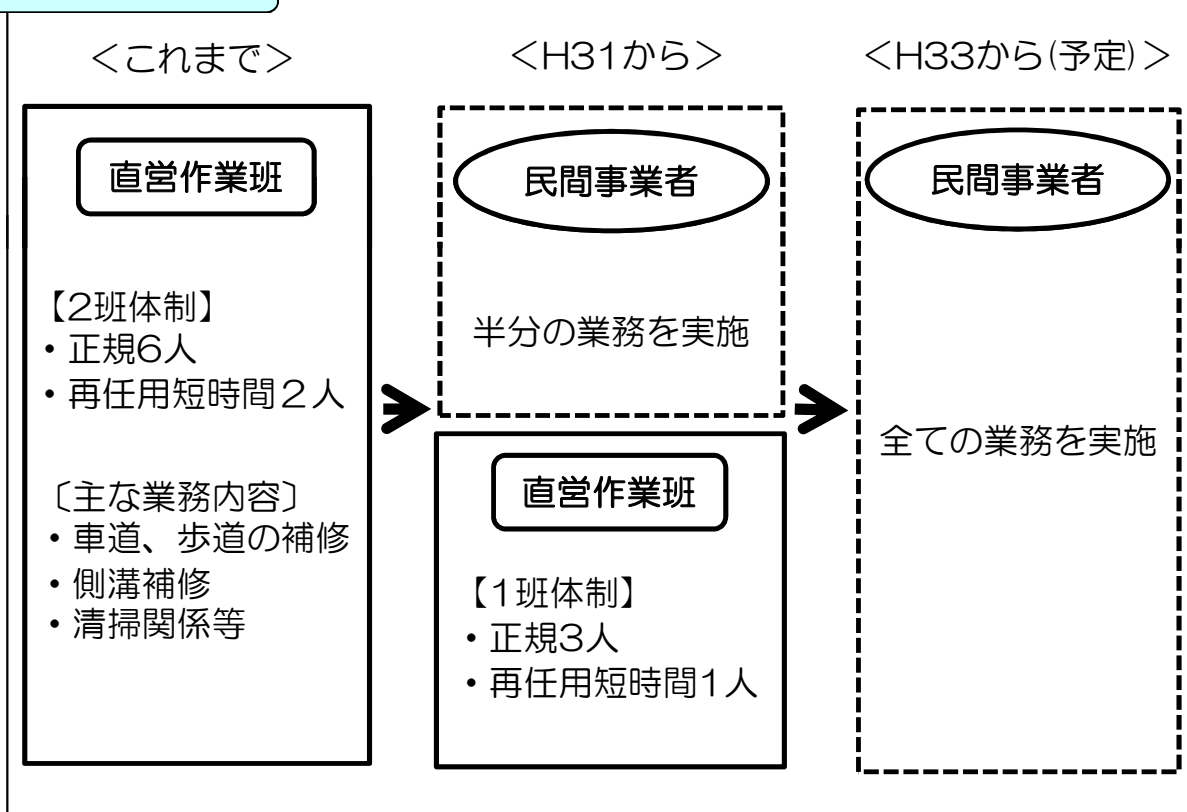 ＜これまで＞
直営作業班
【2班体制】
・正規6人
・再任用短時間２人
〔主な業務内容〕
・車道、歩道の補修
・側溝補修
・清掃関係等
＜H31から＞
民間事業者
半分の業務を実施
直営作業班
【1班体制】
・正規3人
・再任用短時間1人
＜H33から(予定)＞
民間事業者
全ての業務を実施